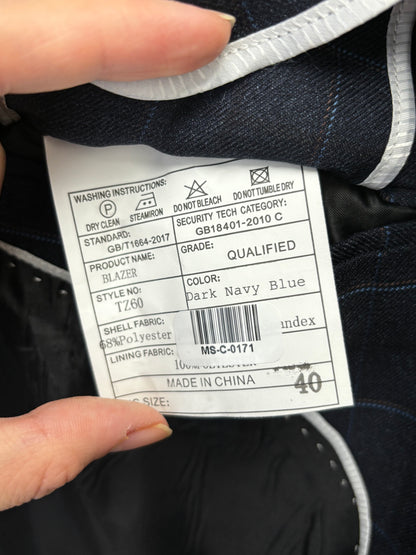 WASHING INSTRUCTIONS:
P
DRY CLEAN STEAMIRON DO NOT BLEACH DO NOT TUMBLE DRY
STANDARD: GB/T1664-2017
SECURITY TECH CATEGORY: GB18401-2010 C
PRODUCT NAME: BLAZER
GRADE: QUALIFIED
STYLE NO: TZ60
COLOR: Dark Navy Blue
SHELL FABRIC:
68%Polyester
LINING FABRIC:
MS-C-0171
MADE IN CHINA
40
SIZE: